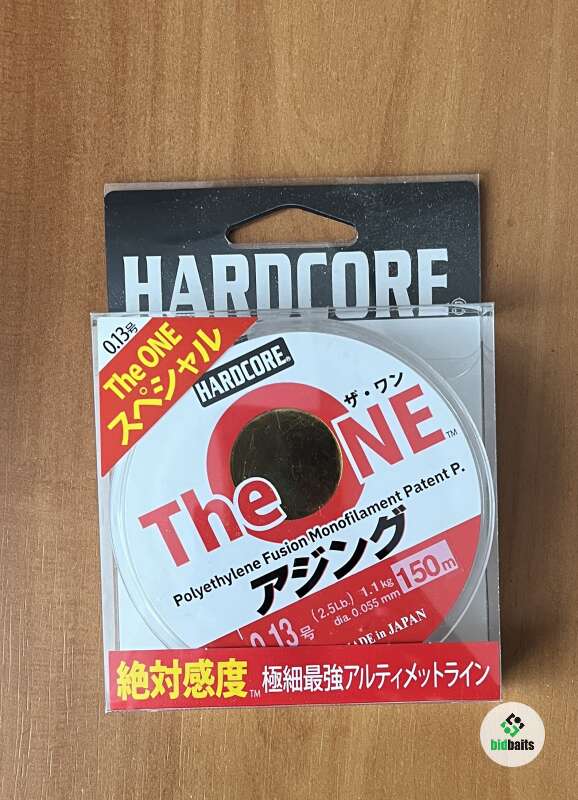 HARDCORE®
0.13号
The ONE
スペシャル
HARDCORE®
ザ・ワン
The ONE™
Polyethylene Fusion Monofilament Patent P.
アジング
0.13号
(2.5Lb.) 1.1kg
dia. 0.055 mm
150m
MADE in JAPAN
絶対感度™ 極細最強アルティメットライン
bidbaits